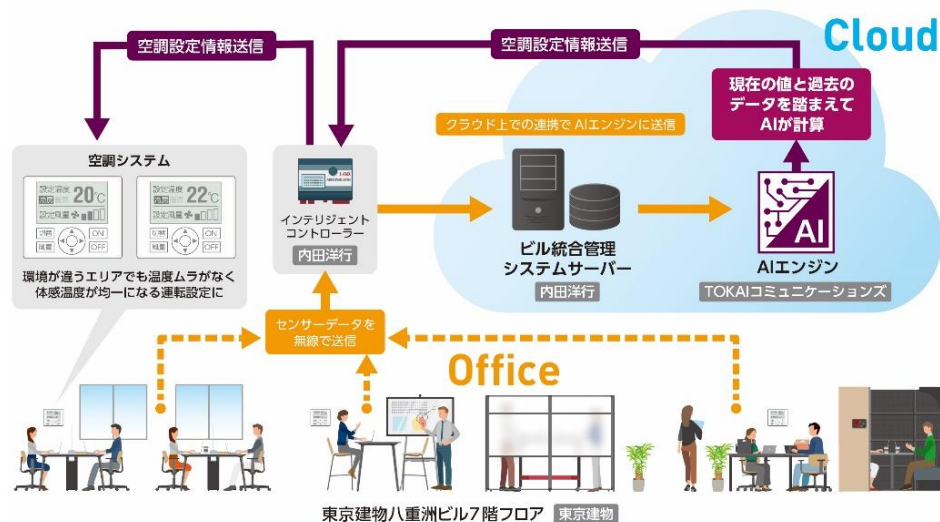 Cloud
空調設定情報送信
空調設定情報送信
現在の値と過去の
データを踏まえて
AIが計算
クラウド上での連携でAIエンジンに送信
空調システム
設定温度
20℃
設定風量
切替
風量
ON
OFF
設定温度
22℃
設定風量
切替
風量
ON
OFF
環境が違うエリアでも温度ムラがなく
体感温度が均一になる運転設定に
インテリジェント
コントローラー
内田洋行
ビル統合管理
システムサーバー
内田洋行
AI
AIエンジン
TOKAIコミュニケーションズ
センサーデータを
無線で送信
Office
東京建物八重洲ビル7階フロア 東京建物